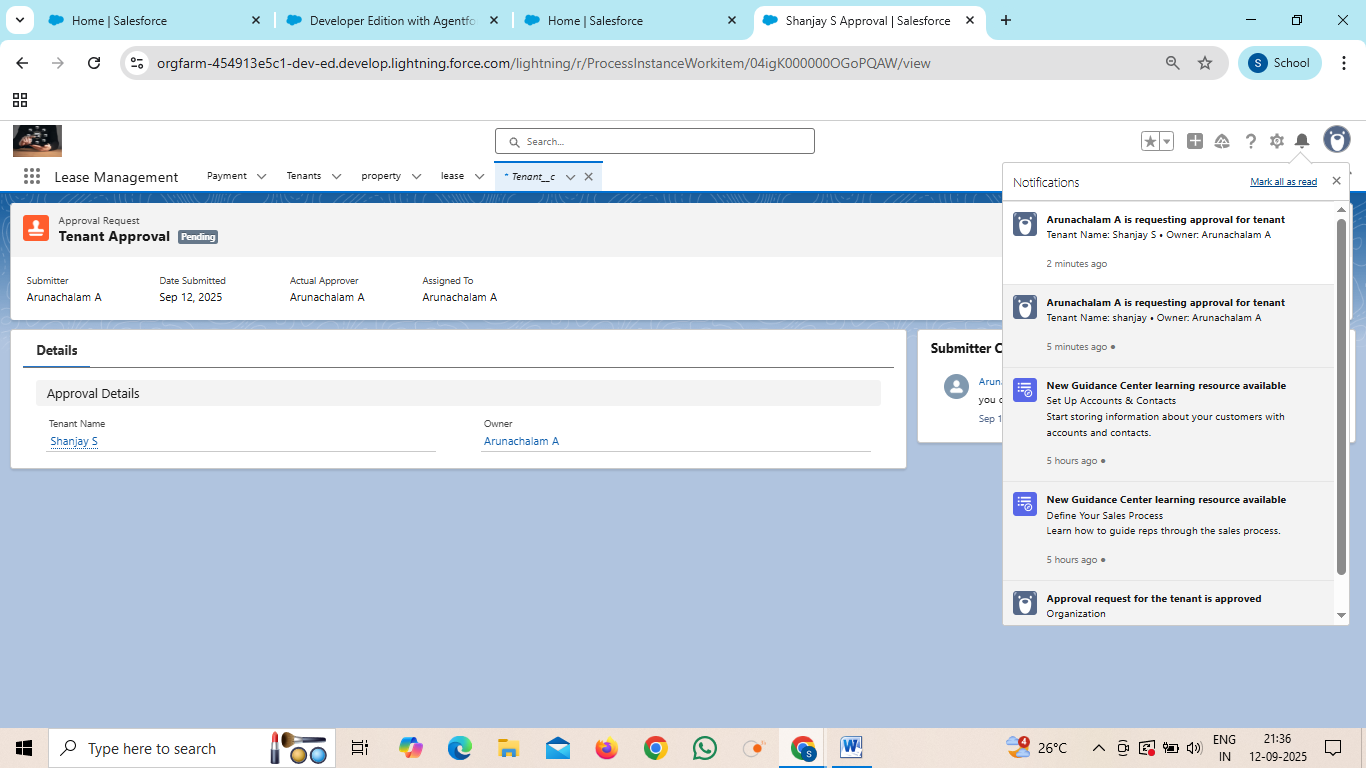 Home | Salesforce
Developer Edition with Agentfo
Home | Salesforce
Shanjay S Approval | Salesforce
orgfarm-454913e5c1-dev-ed.develop.lightning.force.com/lightning/r/ProcessInstanceWorkitem/04igK000000OGoPQAW/view
S School
Search...
Lease Management
Payment
Tenants
property
lease
* Tenant__c
Approval Request
Tenant Approval Pending
Submitter
Arunachalam A
Date Submitted
Sep 12, 2025
Actual Approver
Arunachalam A
Assigned To
Arunachalam A
Details
Approval Details
Tenant Name
Shanjay S
Owner
Arunachalam A
Submitter C
Arun
you c
Sep 1
Notifications
Mark all as read
Arunachalam A is requesting approval for tenant
Tenant Name: Shanjay S • Owner: Arunachalam A
2 minutes ago
Arunachalam A is requesting approval for tenant
Tenant Name: shanjay • Owner: Arunachalam A
5 minutes ago •
New Guidance Center learning resource available
Set Up Accounts & Contacts
Start storing information about your customers with
accounts and contacts.
5 hours ago •
New Guidance Center learning resource available
Define Your Sales Process
Learn how to guide reps through the sales process.
5 hours ago •
Approval request for the tenant is approved
Organization
Type here to search
4
26°C
ENG
IN
21:36
12-09-2025